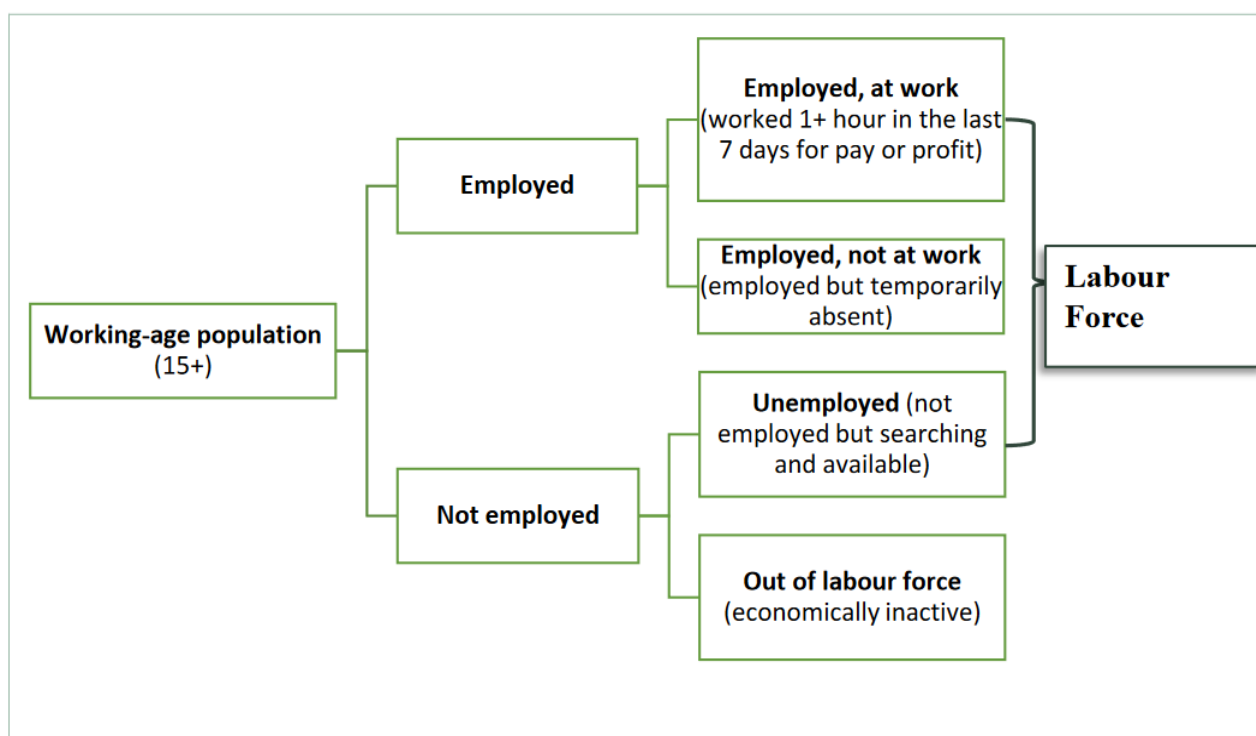 Working-age population
(15+)
Employed
Not employed
Employed, at work
(worked 1+ hour in the last
7 days for pay or profit)
Employed, not at work
(employed but temporarily
absent)
Unemployed (not
employed but searching
and available)
Out of labour force
(economically inactive)
Labour
Force